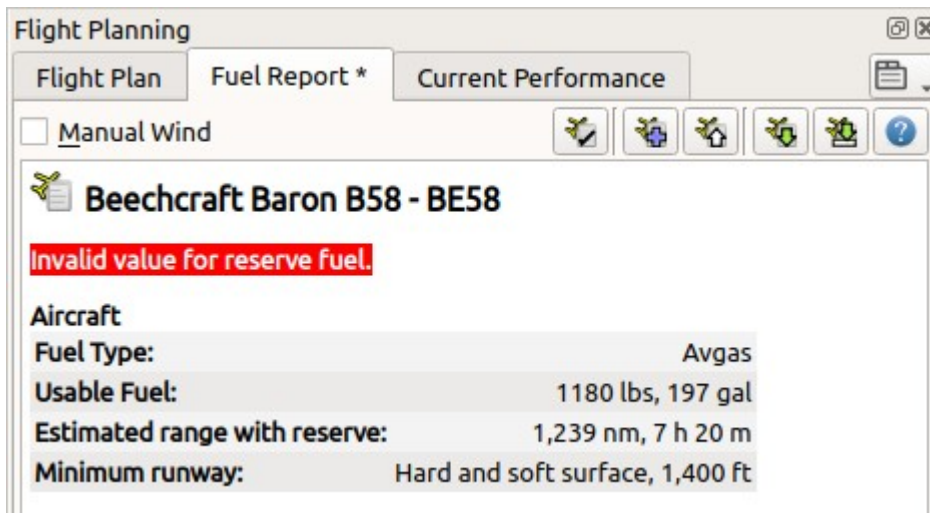 Flight Planning
Flight Plan Fuel Report * Current Performance
Manual Wind
Beechcraft Baron B58 - BE58
Invalid value for reserve fuel.
Aircraft
Fuel Type: Avgas
Usable Fuel: 1180 lbs, 197 gal
Estimated range with reserve: 1,239 nm, 7 h 20 m
Minimum runway: Hard and soft surface, 1,400 ft